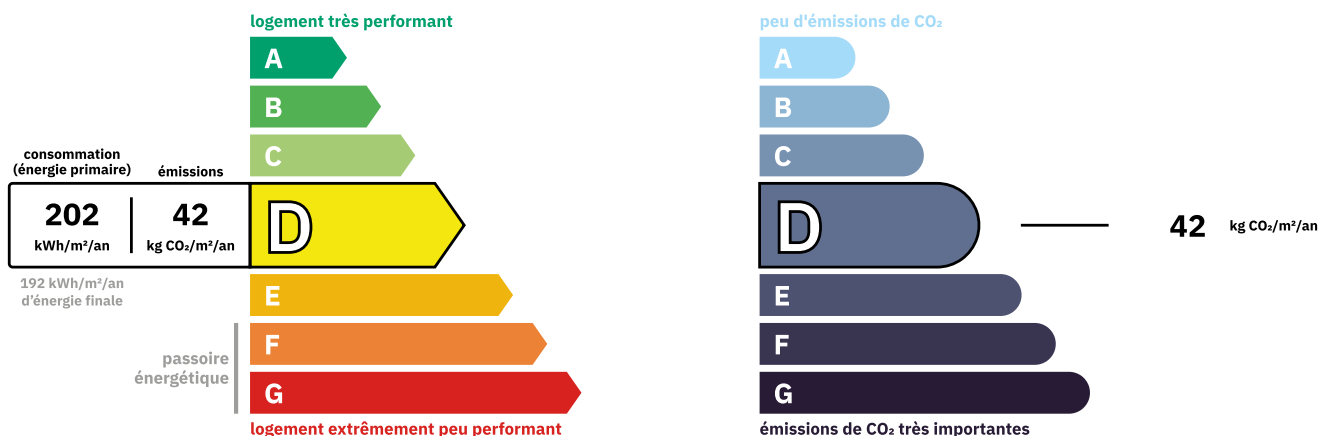 logement très performant
A
B
C
consommation
(énergie primaire)
émissions
202
kWh/m²/an
42
kg CO₂/m²/an
D
192 kWh/m²/an
d'énergie finale
E
F
passoire
énergétique
G
logement extrêmement peu performant
peu d'émissions de CO₂
A
B
C
D
42 kg CO₂/m²/an
E
F
G
émissions de CO₂ très importantes